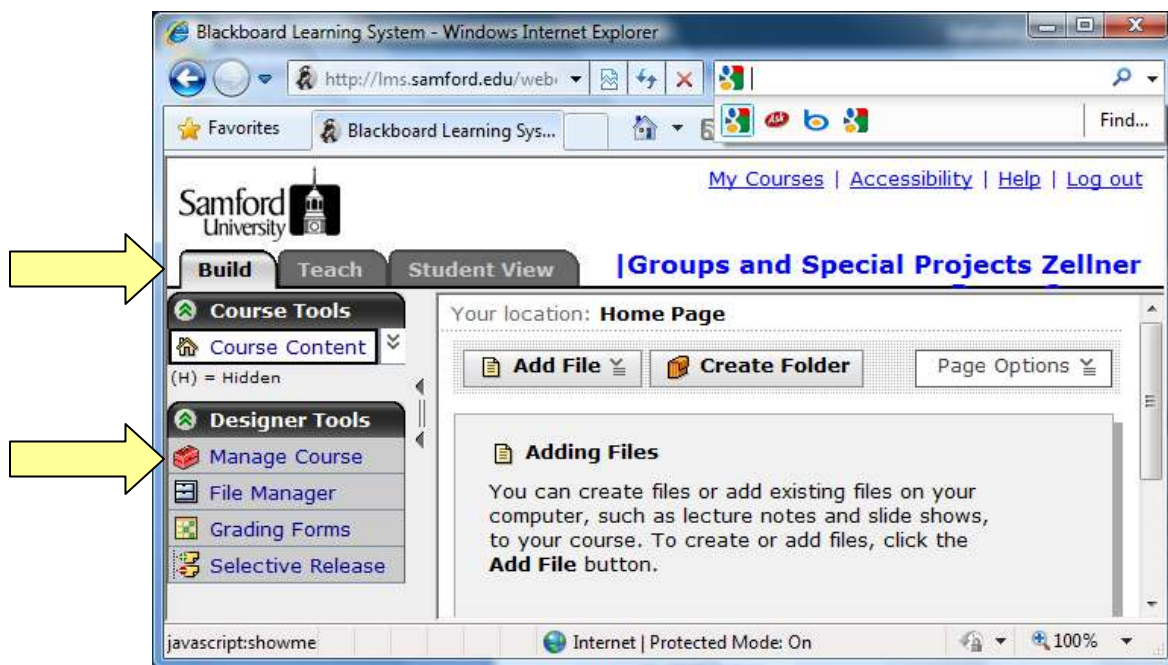 Blackboard Learning System - Windows Internet Explorer
http://lms.samford.edu/web
Favorites
Blackboard Learning Sys...
Find...
My Courses | Accessibility | Help | Log out
Samford
University
Build Teach Student View
|Groups and Special Projects Zellner
Course Tools
Course Content
(H) = Hidden
Designer Tools
Manage Course
File Manager
Grading Forms
Selective Release
Your location: Home Page
Add File
Create Folder
Page Options
Adding Files
You can create files or add existing files on your
computer, such as lecture notes and slide shows,
to your course. To create or add files, click the
Add File button.
javascript:showme
Internet | Protected Mode: On
100%